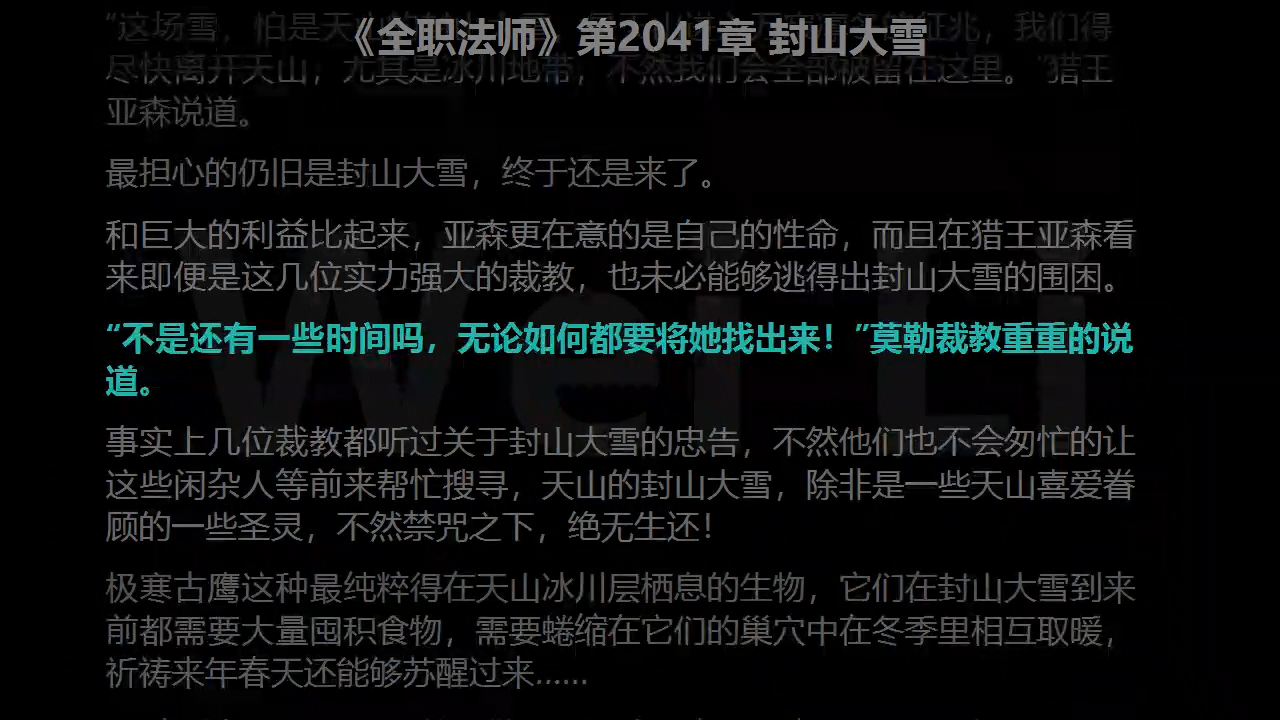 《全职法师》第2041章 封山大雪
“这场雪，怕是天山
征兆，我们得
尽快离开天山，尤其是冰川地带，不然我们会全部被留在这里。”猎王
亚森说道。
最担心的仍旧是封山大雪，终于还是来了。
和巨大的利益比起来，亚森更在意的是自己的性命，而且在猎王亚森看
来即便是这几位实力强大的裁教，也未必能够逃得出封山大雪的围困。
Wei Li
“不是还有一些时间吗，无论如何都要将她找出来！”莫勒裁教重重的说
道。
事实上几位裁教都听过关于封山大雪的忠告，不然他们也不会匆忙的让
这些闲杂人等前来帮忙搜寻，天山的封山大雪，除非是一些天山喜爱眷
顾的一些圣灵，不然禁咒之下，绝无生还！
极寒古鹰这种最纯粹得在天山冰川层栖息的生物，它们在封山大雪到来
前都需要大量囤积食物，需要蜷缩在它们的巢穴中在冬季里相互取暖，
祈祷来年春天还能够苏醒过来……